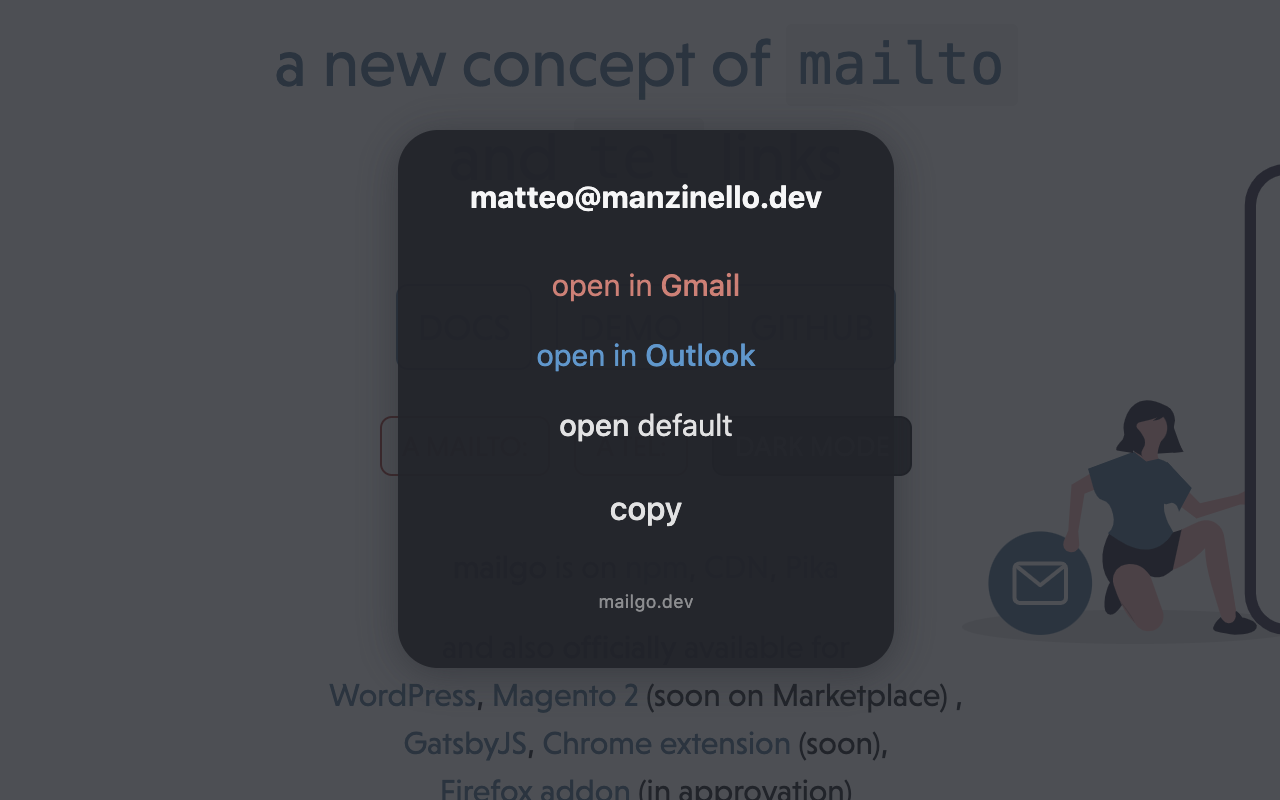 a new concept of mailto
and tel links
matteo@manzinello.dev
open in Gmail
DOCS DEMO GITHUB
open in Outlook
open default
A MAILTO A TEL DARK MODE
copy
mailgo is on npm, CDN, Pika
mailgo.dev
and also officially available for
WordPress, Magento 2 (soon on Marketplace) ,
GatsbyJS, Chrome extension (soon),
Firefox addon (in approvation)